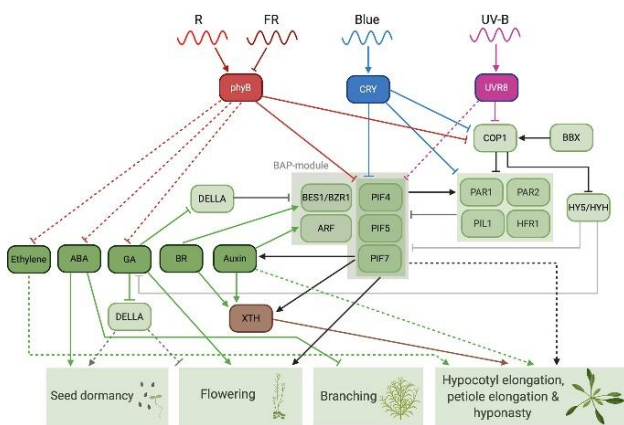 R
FR
Blue
UV-B
phyB
CRY
UVR8
COP1
BBX
BAP-module
DELLA
BES1/BZR1
PIF4
PAR1
PAR2
ARF
PIF5
PIL1
HFR1
HY5/HYH
Ethylene
ABA
GA
BR
Auxin
PIF7
DELLA
XTH
Seed dormancy
Flowering
Branching
Hypocotyl elongation,
petiole elongation &
hyponasty